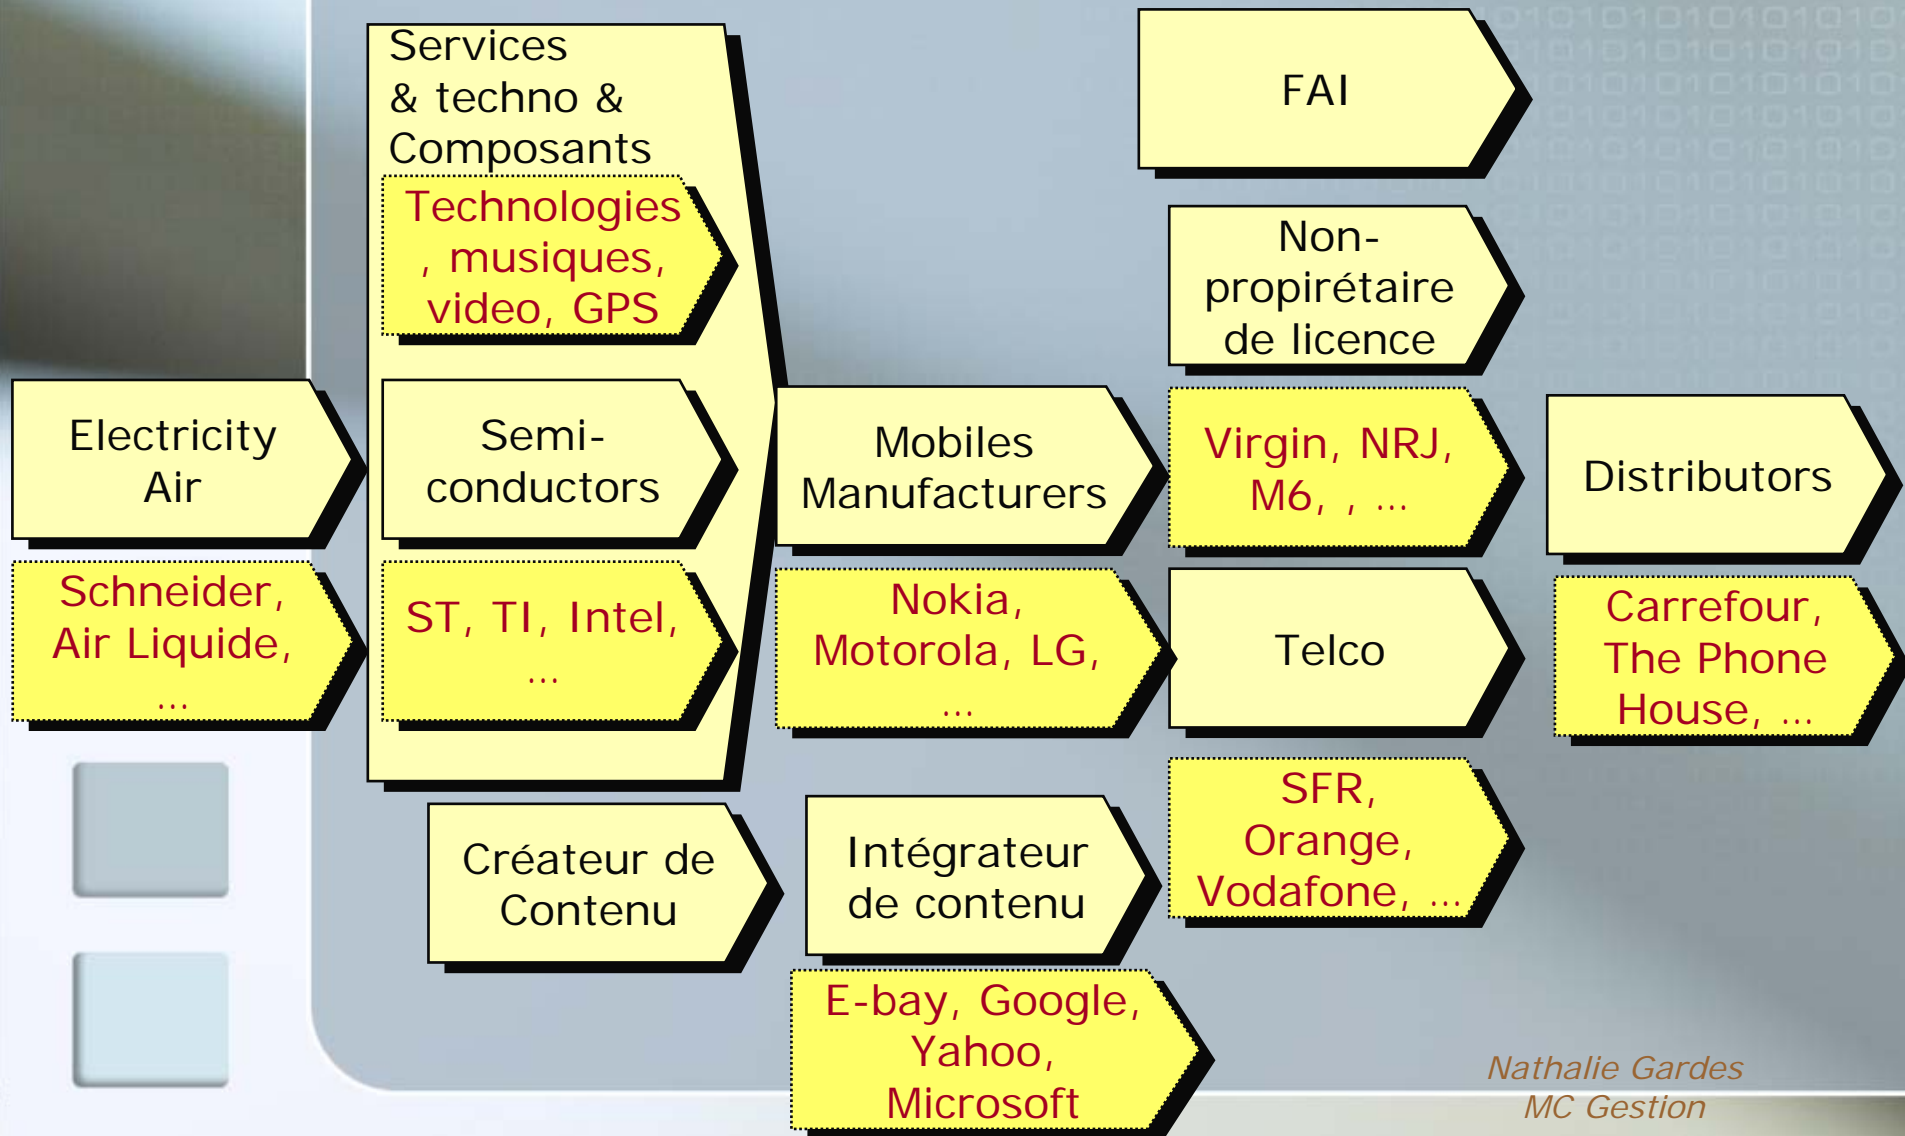 Services
& techno &
Composants
Technologies
, musiques,
video, GPS
Electricity
Air
Schneider,
Air Liquide,
...
Semi-
conductors
ST, TI, Intel,
...
Mobiles
Manufacturers
Nokia,
Motorola, LG,
...
FAI
Non-
propirétaire
de licence
Virgin, NRJ,
M6, , ...
Telco
SFR,
Orange,
Vodafone, ...
Distributors
Carrefour,
The Phone
House, ...
Créateur de
Contenu
Intégrateur
de contenu
E-bay, Google,
Yahoo,
Microsoft
Nathalie Gardes
MC Gestion